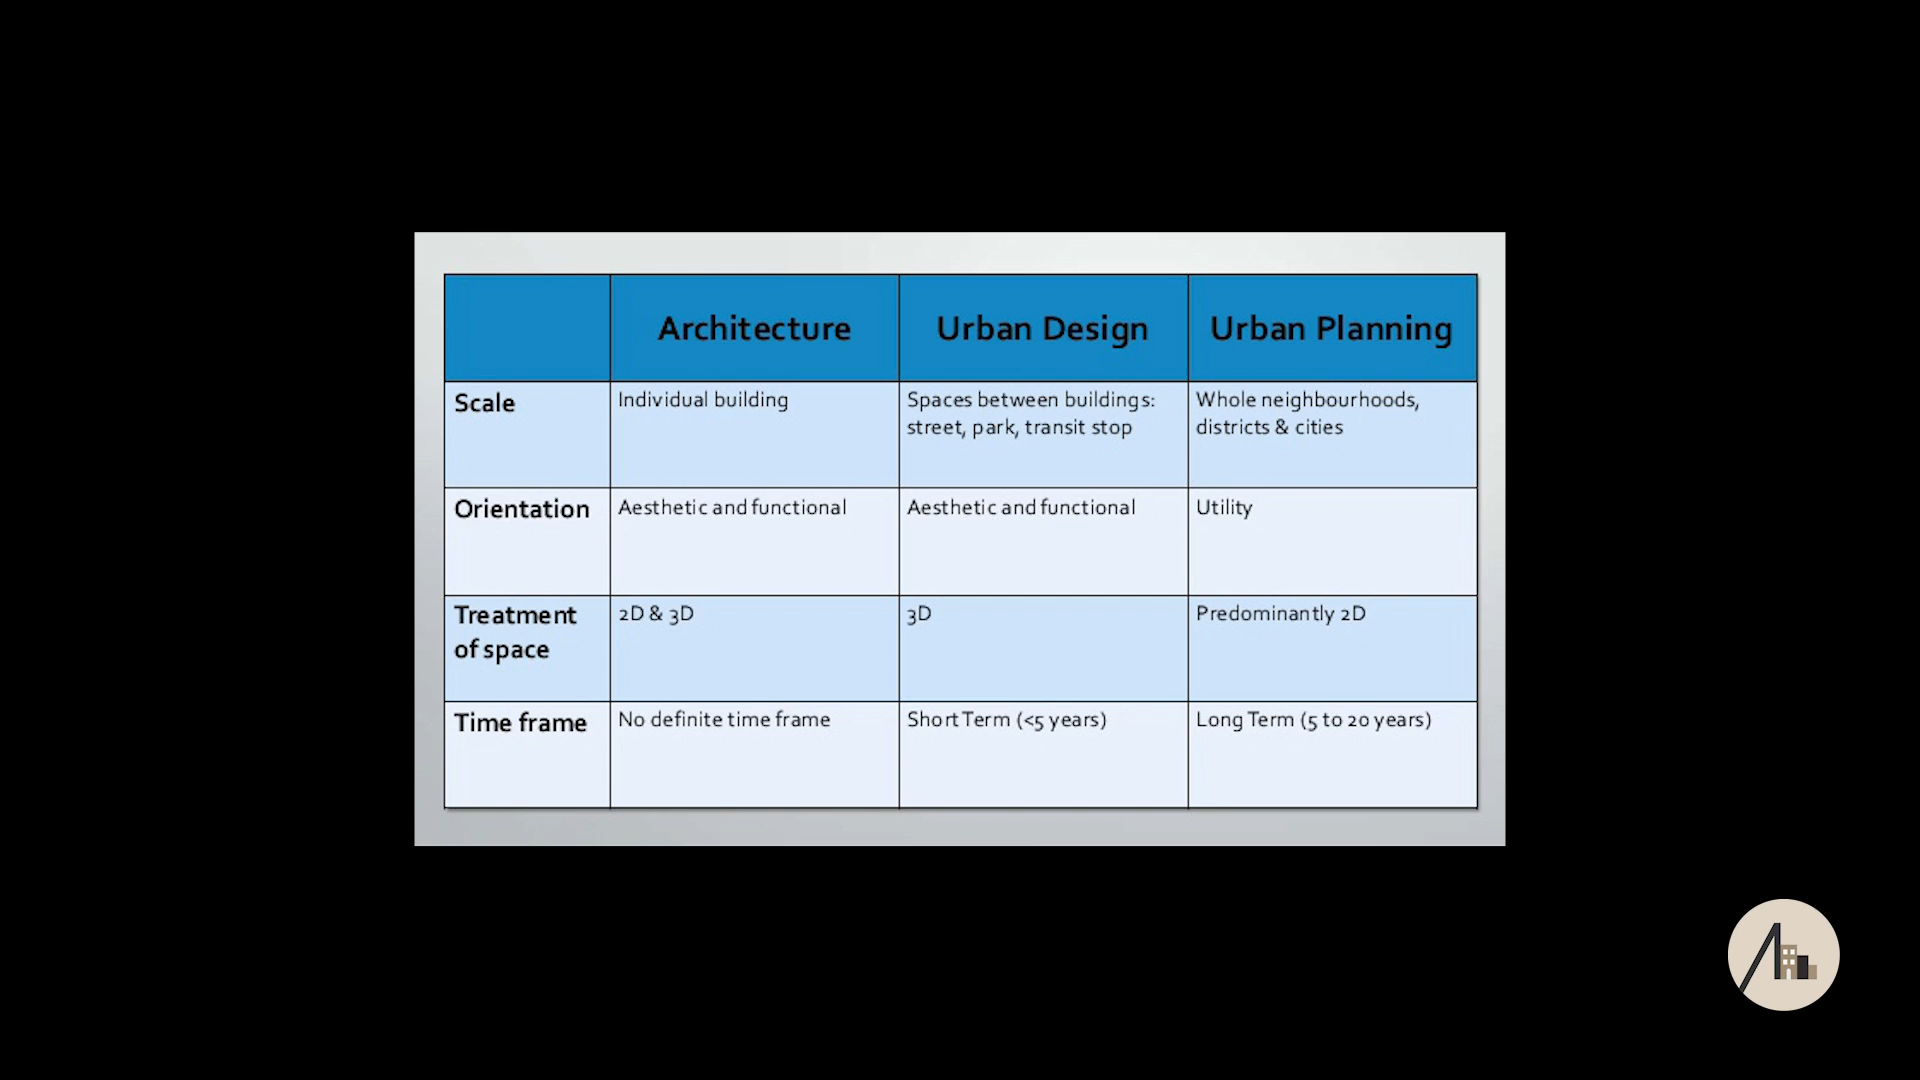 Architecture
Urban Design
Urban Planning
Scale
Individual building
Spaces between buildings:
street, park, transit stop
Whole neighbourhoods,
districts & cities
Orientation
Aesthetic and functional
Aesthetic and functional
Utility
Treatment
of space
2D & 3D
3D
Predominantly 2D
Time frame
No definite time frame
Short Term (<5 years)
Long Term (5 to 20 years)